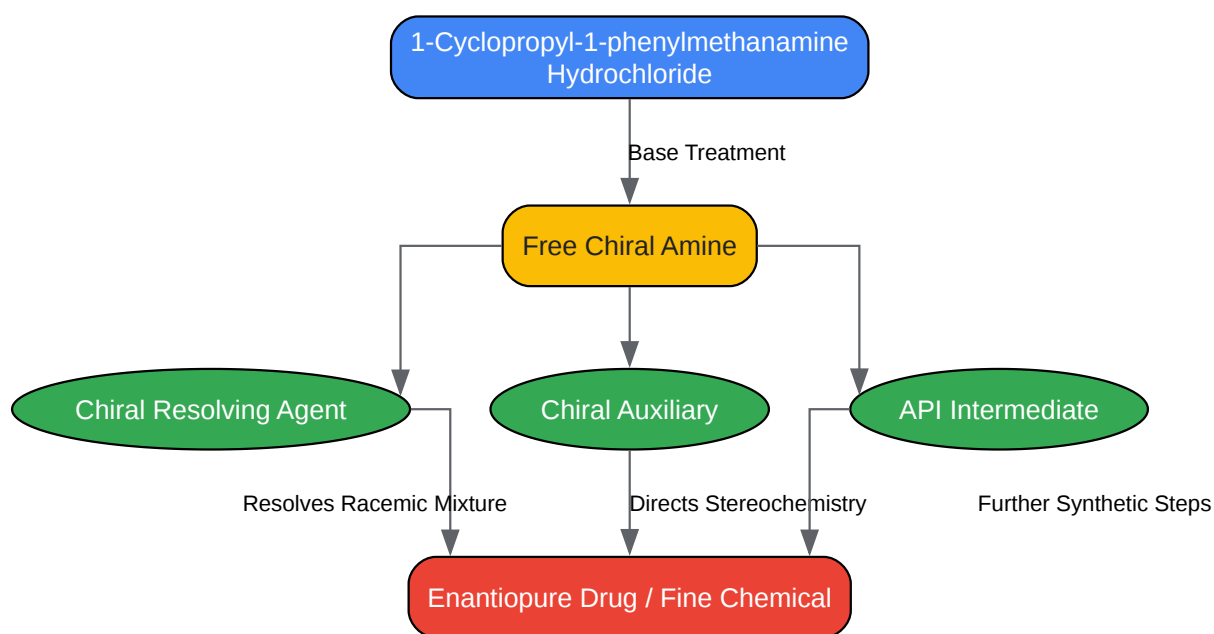 1-Cyclopropyl-1-phenylmethanamine
Hydrochloride
Base Treatment
Free Chiral Amine
Chiral Resolving Agent
Chiral Auxiliary
API Intermediate
Resolves Racemic Mixture
Directs Stereochemistry
Further Synthetic Steps
Enantiopure Drug / Fine Chemical